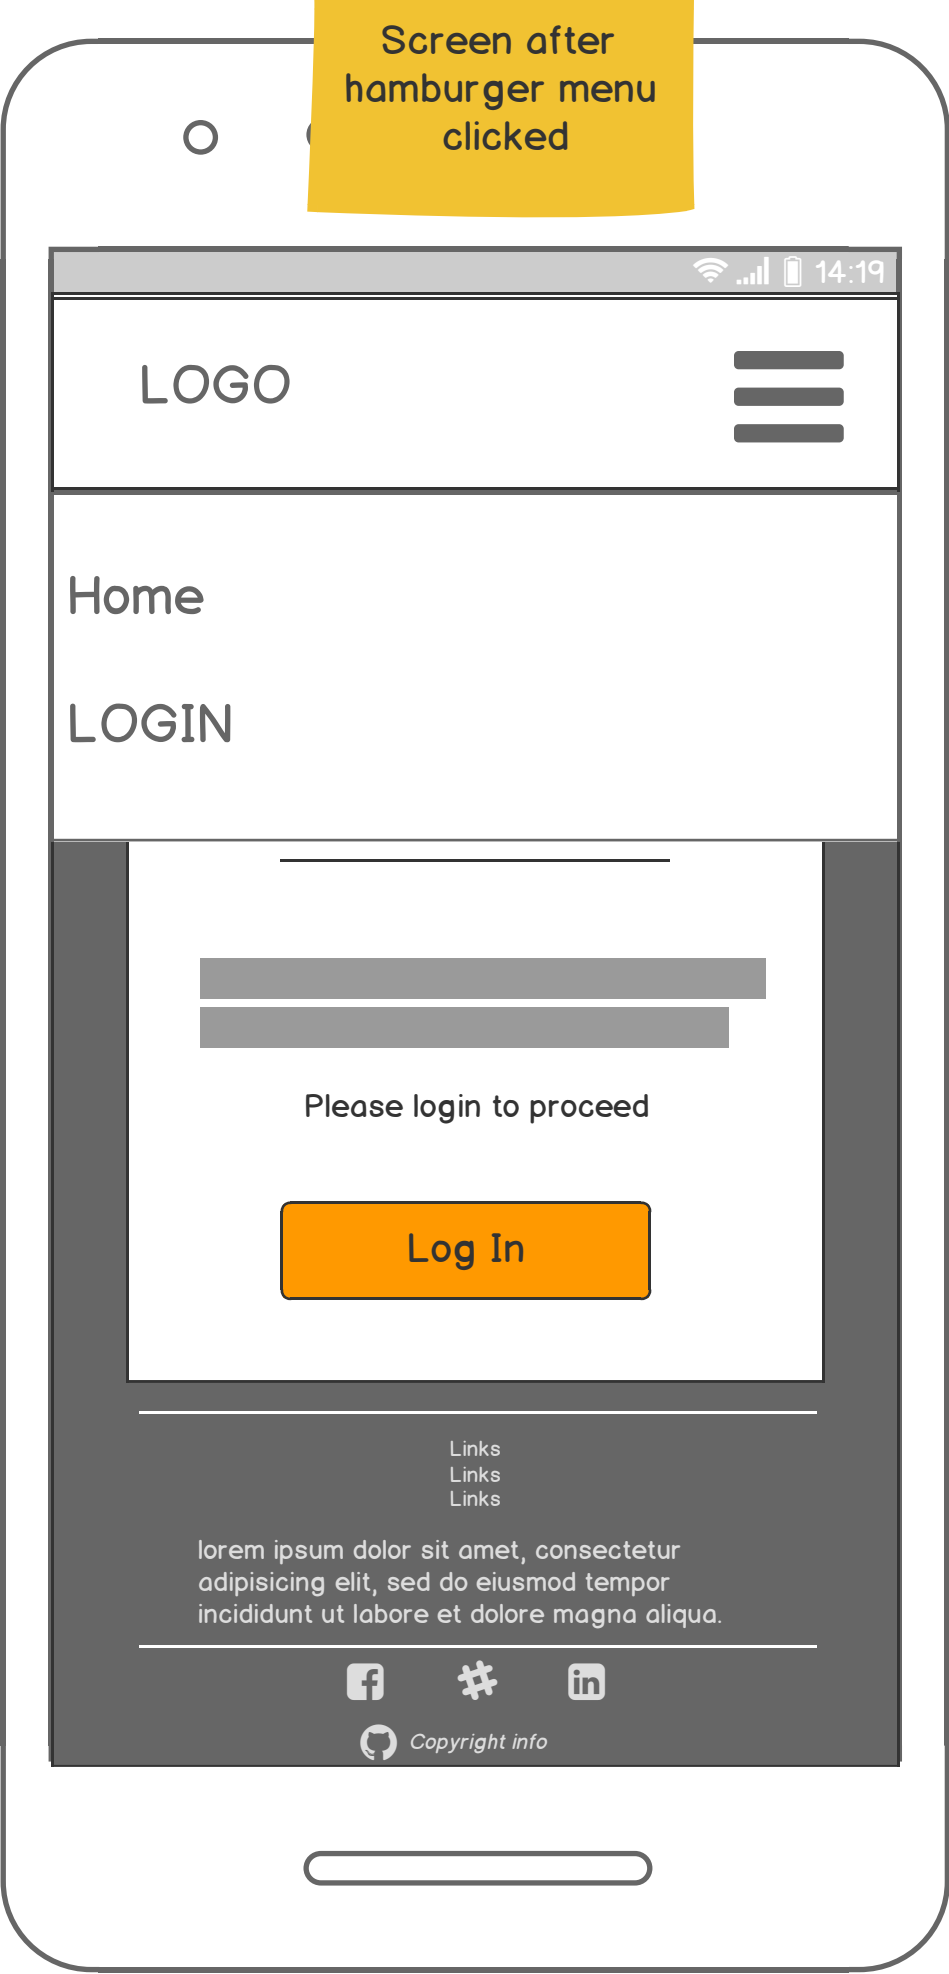 Screen after
hamburger menu
clicked
14:19
LOGO
Home
LOGIN
Please login to proceed
Log In
Links
Links
Links
lorem ipsum dolor sit amet, consectetur
adipisicing elit, sed do eiusmod tempor
incididunt ut labore et dolore magna aliqua.
Copyright info